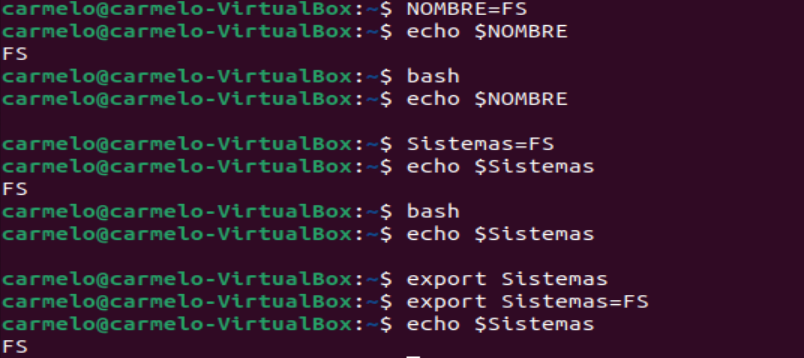 carmelo@carmelo-VirtualBox:~$ NOMBRE=FS
carmelo@carmelo-VirtualBox:~$ echo $NOMBRE
FS
carmelo@carmelo-VirtualBox:~$ bash
carmelo@carmelo-VirtualBox:~$ echo $NOMBRE

carmelo@carmelo-VirtualBox:~$ Sistemas=FS
carmelo@carmelo-VirtualBox:~$ echo $Sistemas
FS
carmelo@carmelo-VirtualBox:~$ bash
carmelo@carmelo-VirtualBox:~$ echo $Sistemas

carmelo@carmelo-VirtualBox:~$ export Sistemas
carmelo@carmelo-VirtualBox:~$ export Sistemas=FS
carmelo@carmelo-VirtualBox:~$ echo $Sistemas
FS